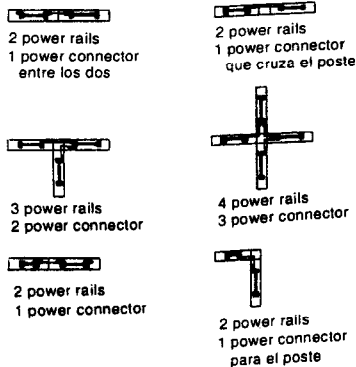 2 power rails
1 power connector
entre los dos
2 power rails
1 power connector
que cruza el poste
3 power rails
2 power connector
4 power rails
3 power connector
2 power rails
1 power connector
2 power rails
1 power connector
para el poste